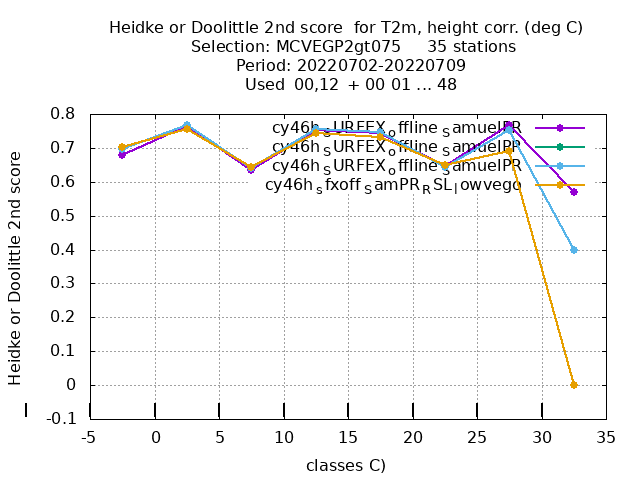 Heidke or Doolittle 2nd score  for T2m, height corr. (deg C)
Selection: MCVEGP2gt075     35 stations
Period: 20220702-20220709
Used  00,12  + 00 01 ... 48
Heidke or Doolittle 2nd score
0.8
0.7
0.6
0.5
0.4
0.3
0.2
0.1
0
-0.1
cy46h_SURFEX_offline_SamuelPR
cy46h_SURFEX_offline_SamuelPP
cy46h_SURFEX_offline_SamuelPR
cy46h_sfxoff_SamPR_RSL_lowvego
-5 0 5 10 15 20 25 30 35
classes C)